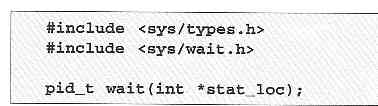 #include <sys/types.h>
#include <sys/wait.h>
pid_t wait(int *stat_loc);